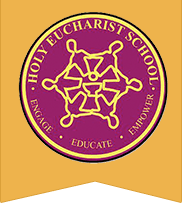 · HOLY EUCHARIST SCHOOL ·
ENGAGE · EDUCATE · EMPOWER